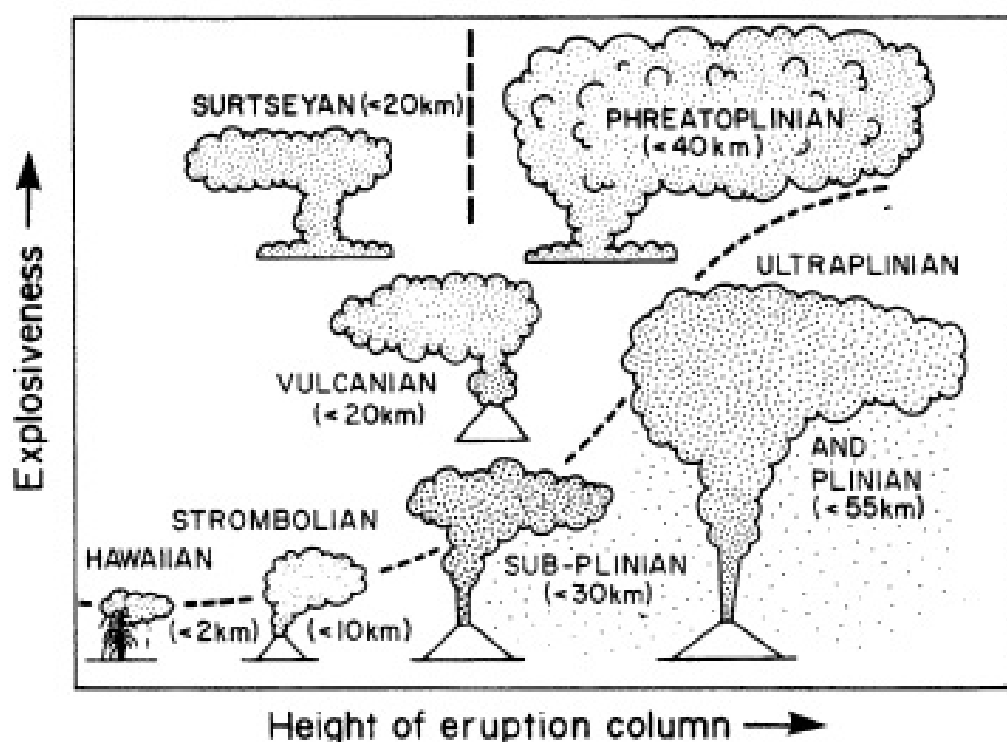 SURTSEYAN (<20km)
PHREATOPLINIAN
(<40km)
ULTRAPLINIAN
VULCANIAN
(<20km)
AND
PLINIAN
(<55km)
STROMBOLIAN
HAWAIIAN
SUB-PLINIAN
(<30km)
(<2km)
(<10km)
Explosiveness
Height of eruption column